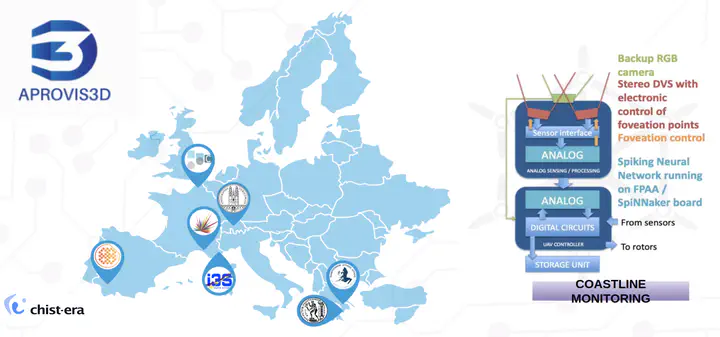 APROVIS3D
i3S
chist-era
Backup RGB
camera
Stereo DVS with
electronic
control of
foveation points
Foveation control
Sensor interface
ANALOG
ANALOG SENSING / PROCESSING
Spiking Neural
Network running
on FPAA /
SpiNNaker board
ANALOG
DIGITAL CIRCUITS
UAV CONTROLLER
From sensors
To rotors
STORAGE UNIT
COASTLINE
MONITORING